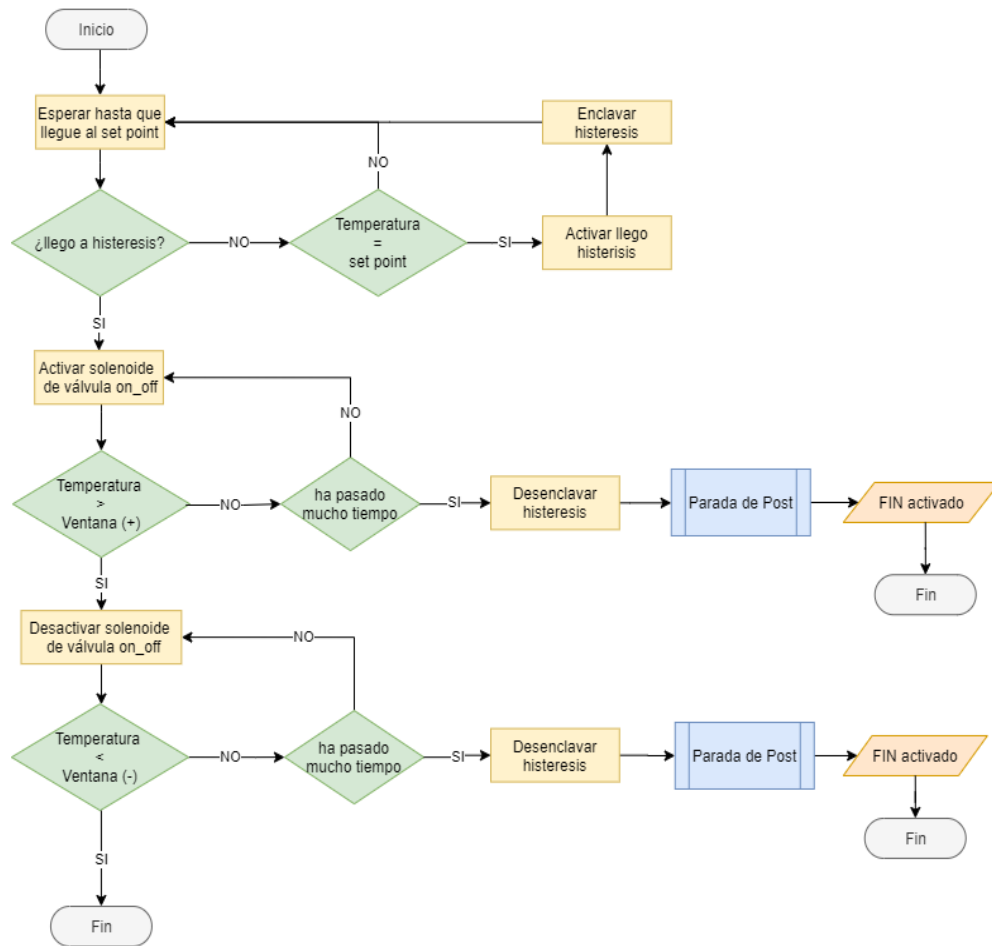 Inicio
Esperar hasta que
llegue al set point
Enclavar
histeresis
NO
¿llego a histeresis?
NO
Temperatura
=
set point
SI
Activar llego
histerisis
SI
Activar solenoide
de válvula on_off
NO
Temperatura
>
Ventana (+)
NO
ha pasado
mucho tiempo
SI
Desenclavar
histeresis
Parada de Post
FIN activado
SI
Fin
Desactivar solenoide
de válvula on_off
NO
Temperatura
<
Ventana (-)
NO
ha pasado
mucho tiempo
SI
Desenclavar
histeresis
Parada de Post
FIN activado
Fin
SI
Fin